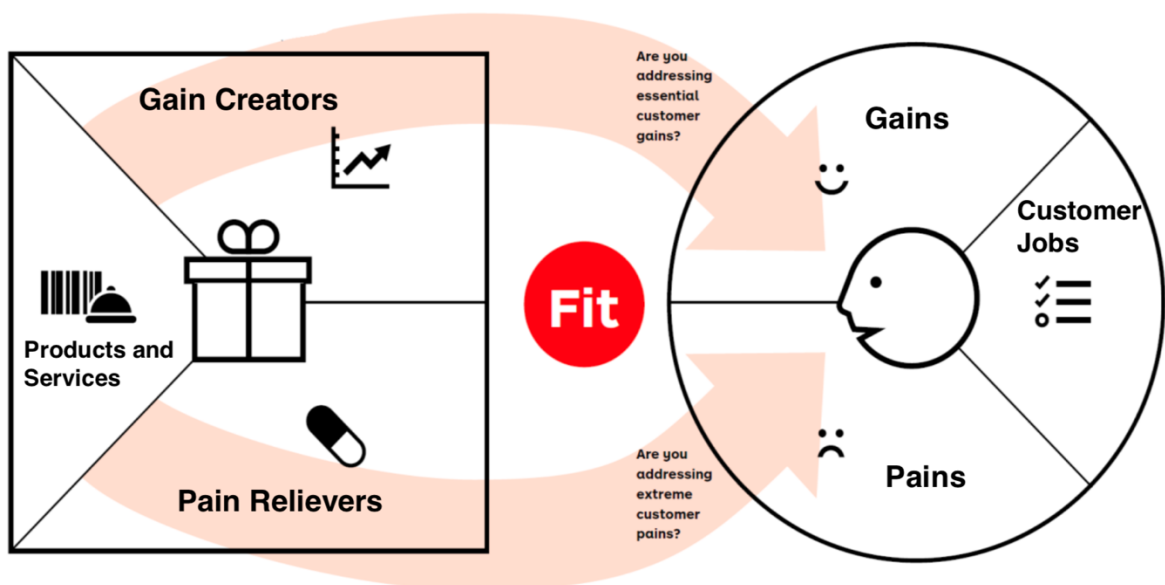 Gain Creators
Products and
Services
Pain Relievers
Fit
Are you
addressing
essential
customer
gains?
Are you
addressing
extreme
customer
pains?
Gains
Customer
Jobs
Pains